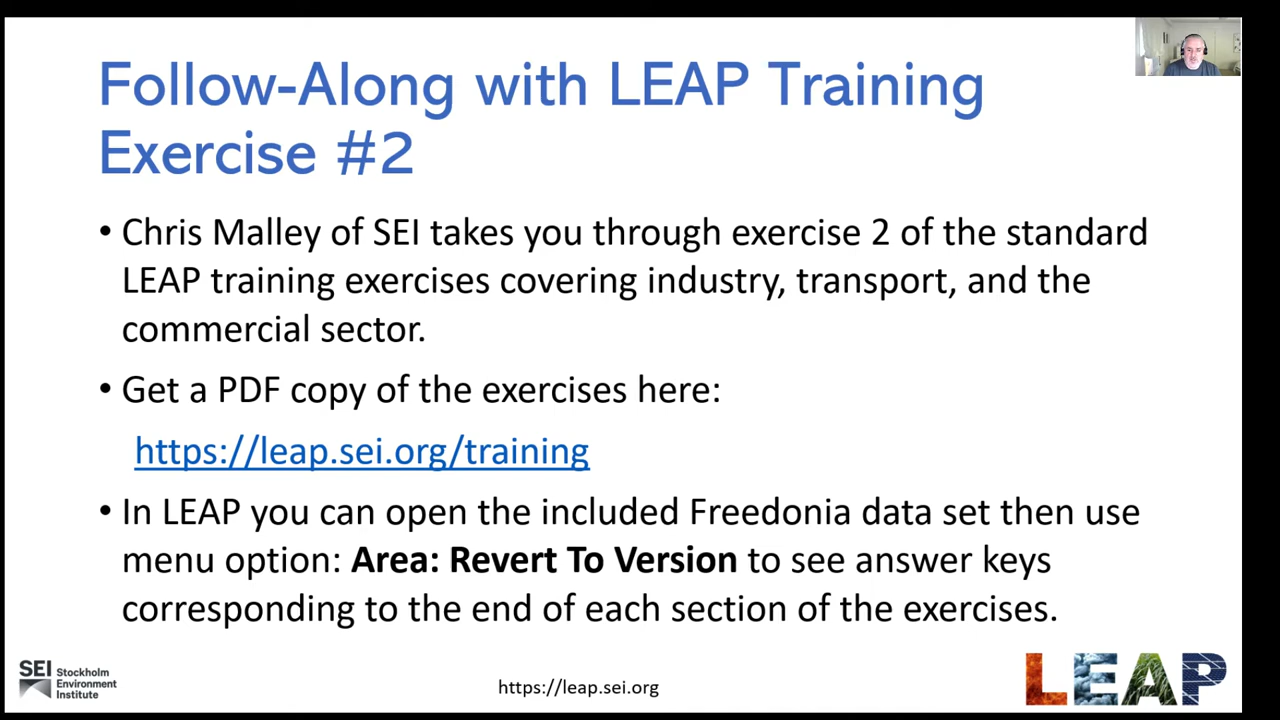 Follow-Along with LEAP Training
Exercise #2
• Chris Malley of SEI takes you through exercise 2 of the standard
LEAP training exercises covering industry, transport, and the
commercial sector.
• Get a PDF copy of the exercises here:
https://leap.sei.org/training
• In LEAP you can open the included Freedonia data set then use
menu option: Area: Revert To Version to see answer keys
corresponding to the end of each section of the exercises.
SEI Stockholm
Environment
Institute
https://leap.sei.org
LEAP